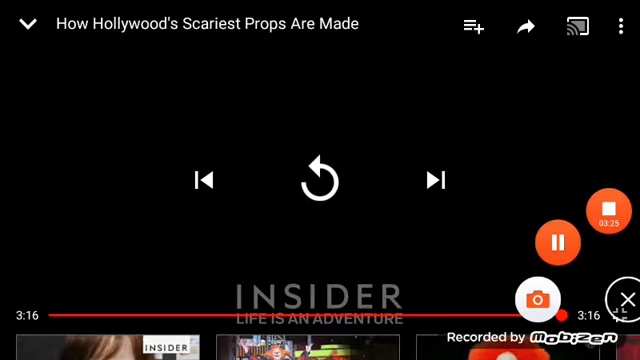 How Hollywood's Scariest Props Are Made
03:25
INSIDER
LIFE IS AN ADVENTURE
3:16
3:16
INSIDER
Recorded by mobizen